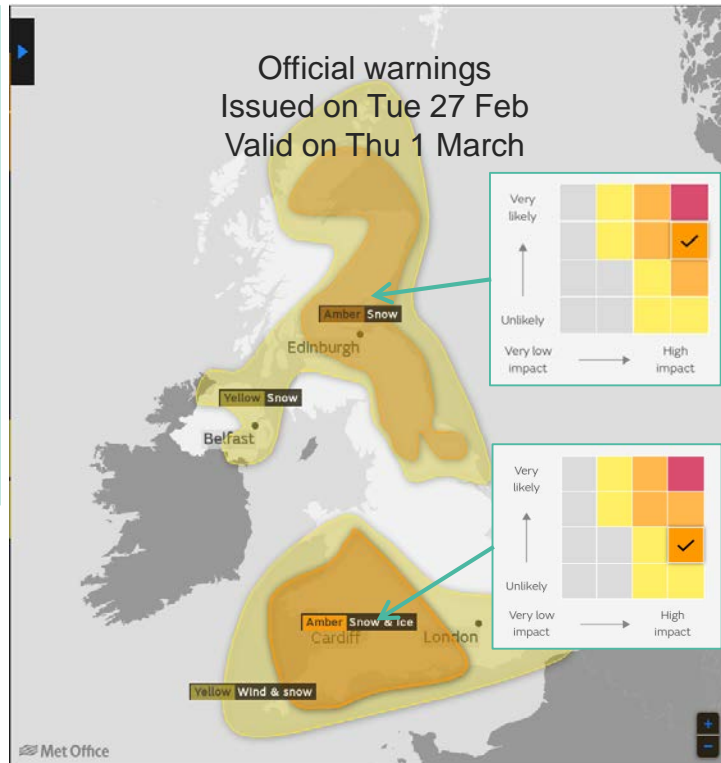 Official warnings
Issued on Tue 27 Feb
Valid on Thu 1 March
Very
likely
Unlikely
Very low
impact
High
impact
Amber Snow
Edinburgh
Yellow Snow
Belfast
Very
likely
Unlikely
Very low
impact
High
impact
Amber Snow & Ice
Cardiff
London
Yellow Wind & snow
Met Office
+
−